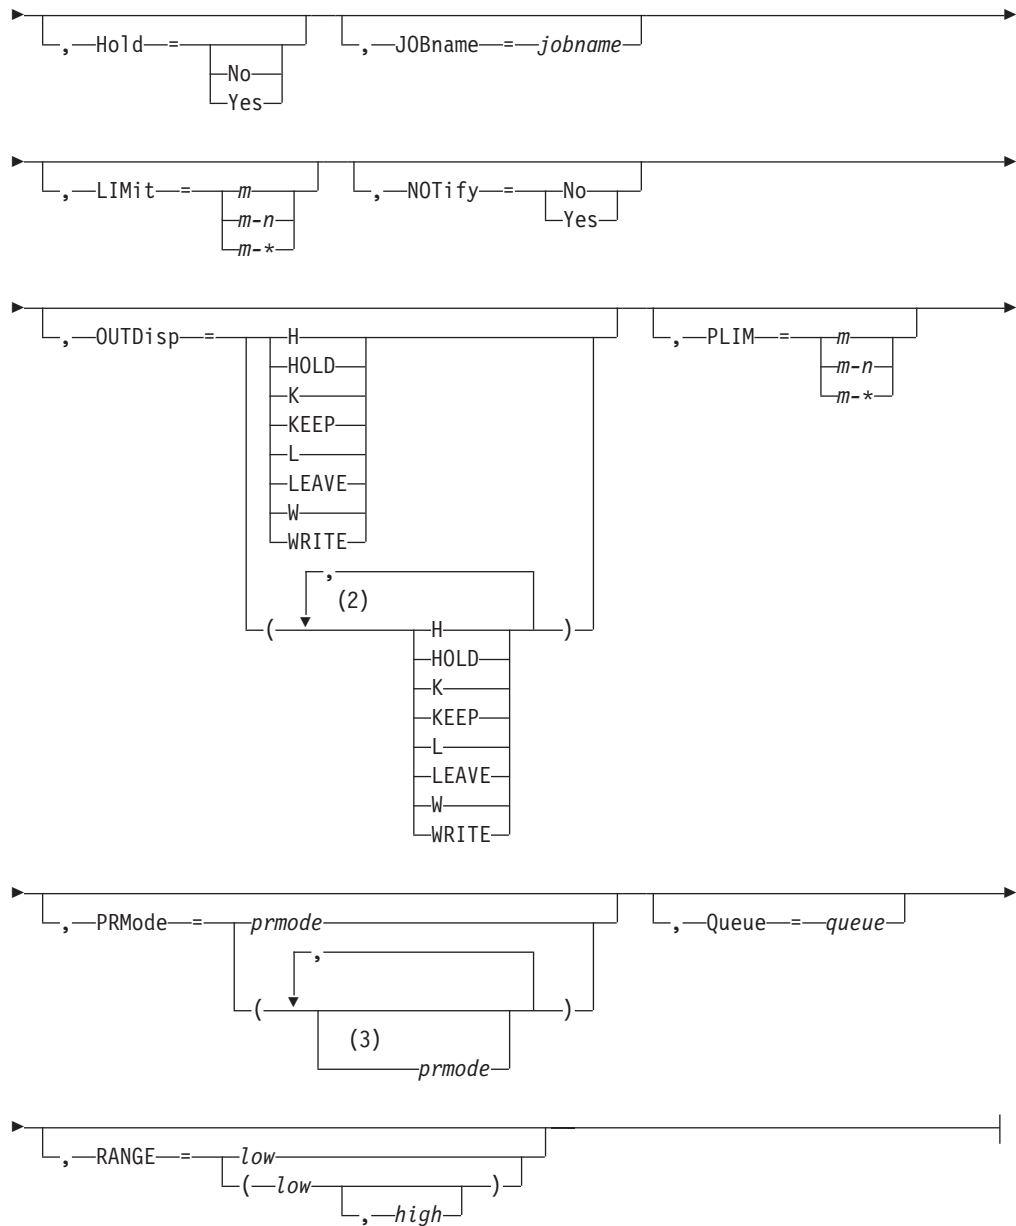 , Hold = , JOBname = jobname
No
Yes
, LIMit = m , NOTify = No
m-n Yes
m-*
, OUTDisp = H , PLIM = m
HOLD m-n
K m-*
KEEP
L
LEAVE
W
WRITE
,
(2)
( H )
HOLD
K
KEEP
L
LEAVE
W
WRITE
, PRMode = prmode , Queue = queue
,
( )
(3)
prmode
, RANGE = low
( low )
, high